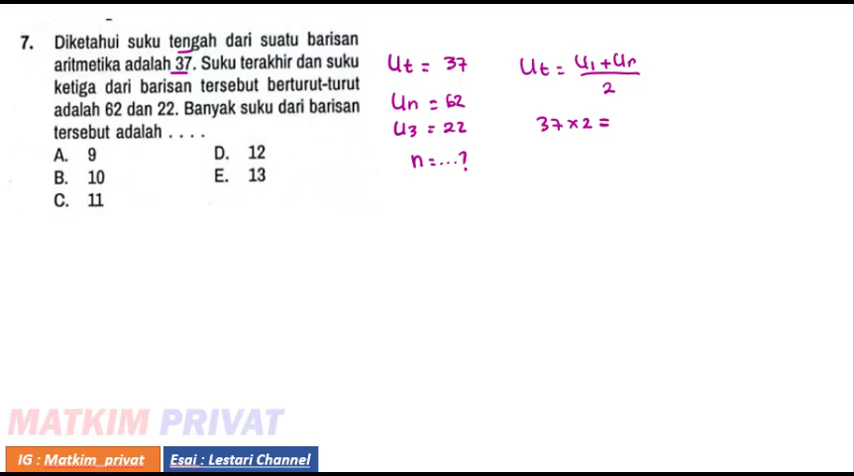 7. Diketahui suku tengah dari suatu barisan
aritmetika adalah 37. Suku terakhir dan suku
ketiga dari barisan tersebut berturut-turut
adalah 62 dan 22. Banyak suku dari barisan
tersebut adalah . . . .
A. 9 D. 12
B. 10 E. 13
C. 11
Ut = 37
Un = 62
U3 = 22
n = ...?
Ut = U1 + Un / 2
37 x 2 =
MATKIM PRIVAT
IG : Matkim_privat
Esai : Lestari Channel